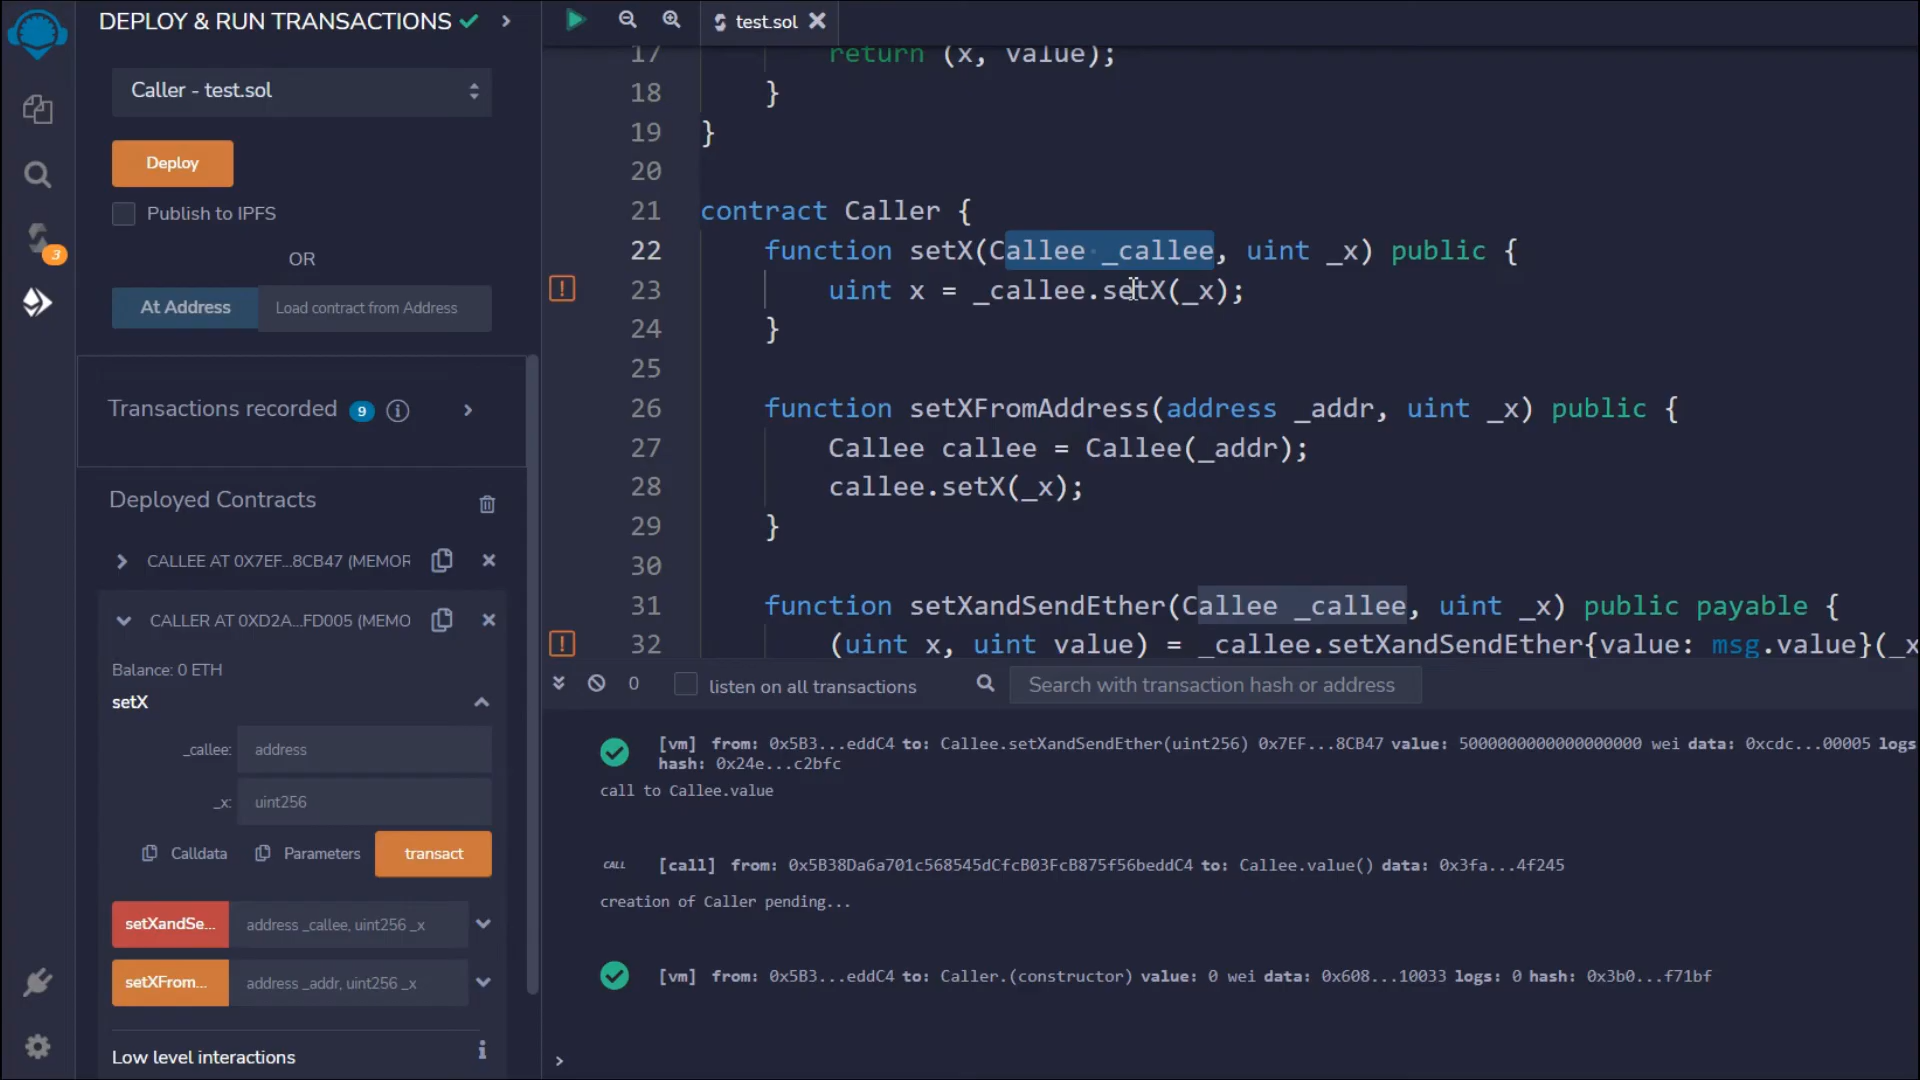 DEPLOY & RUN TRANSACTIONS
Caller - test.sol
Deploy
Publish to IPFS
OR
At Address
Load contract from Address
Transactions recorded 9
Deployed Contracts
CALLEE AT 0X7EF...8CB47 (MEMOR
CALLER AT 0XD2A...FD005 (MEMO
Balance: 0 ETH
setX
_callee: address
_x: uint256
Calldata Parameters transact
setXandSe... address _callee, uint256 _x
setXFrom... address _addr, uint256 _x
Low level interactions
3
test.sol
17 return (x, value);
18 }
19 }
20
21 contract Caller {
22 function setX(Callee _callee, uint _x) public {
23 uint x = _callee.setX(_x);
24 }
25
26 function setXFromAddress(address _addr, uint _x) public {
27 Callee callee = Callee(_addr);
28 callee.setX(_x);
29 }
30
31 function setXandSendEther(Callee _callee, uint _x) public payable {
32 (uint x, uint value) = _callee.setXandSendEther{value: msg.value}(_x
0 listen on all transactions Search with transaction hash or address
[vm] from: 0x5B3...eddC4 to: Callee.setXandSendEther(uint256) 0x7EF...8CB47 value: 5000000000000000000 wei data: 0xcdc...00005 logs
hash: 0x24e...c2bfc
call to Callee.value
CALL [call] from: 0x5B38Da6a701c568545dCfcB03FcB875f56beddC4 to: Callee.value() data: 0x3fa...4f245
creation of Caller pending...
[vm] from: 0x5B3...eddC4 to: Caller.(constructor) value: 0 wei data: 0x608...10033 logs: 0 hash: 0x3b0...f71bf
>